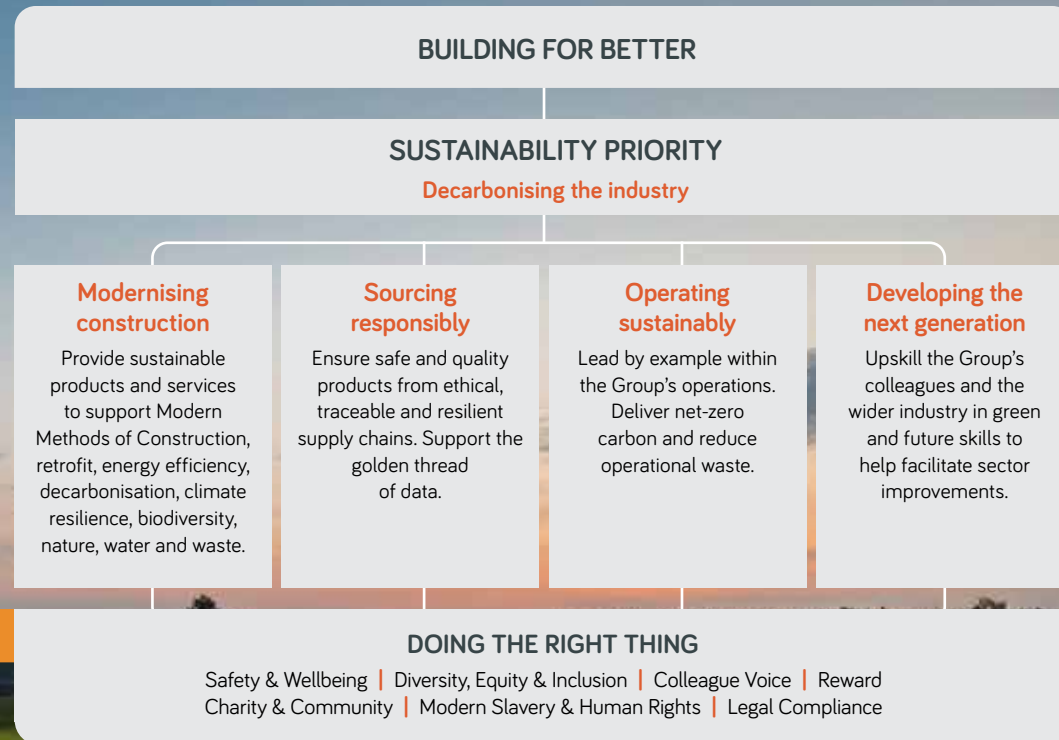 BUILDING FOR BETTER
SUSTAINABILITY PRIORITY
Decarbonising the industry
Modernising
construction
Provide sustainable
products and services
to support Modern
Methods of Construction,
retrofit, energy efficiency,
decarbonisation, climate
resilience, biodiversity,
nature, water and waste.
Sourcing
responsibly
Ensure safe and quality
products from ethical,
traceable and resilient
supply chains. Support the
golden thread
of data.
Operating
sustainably
Lead by example within
the Group's operations.
Deliver net-zero
carbon and reduce
operational waste.
Developing the
next generation
Upskill the Group's
colleagues and the
wider industry in green
and future skills to
help facilitate sector
improvements.
DOING THE RIGHT THING
Safety & Wellbeing | Diversity, Equity & Inclusion | Colleague Voice | Reward
Charity & Community | Modern Slavery & Human Rights | Legal Compliance